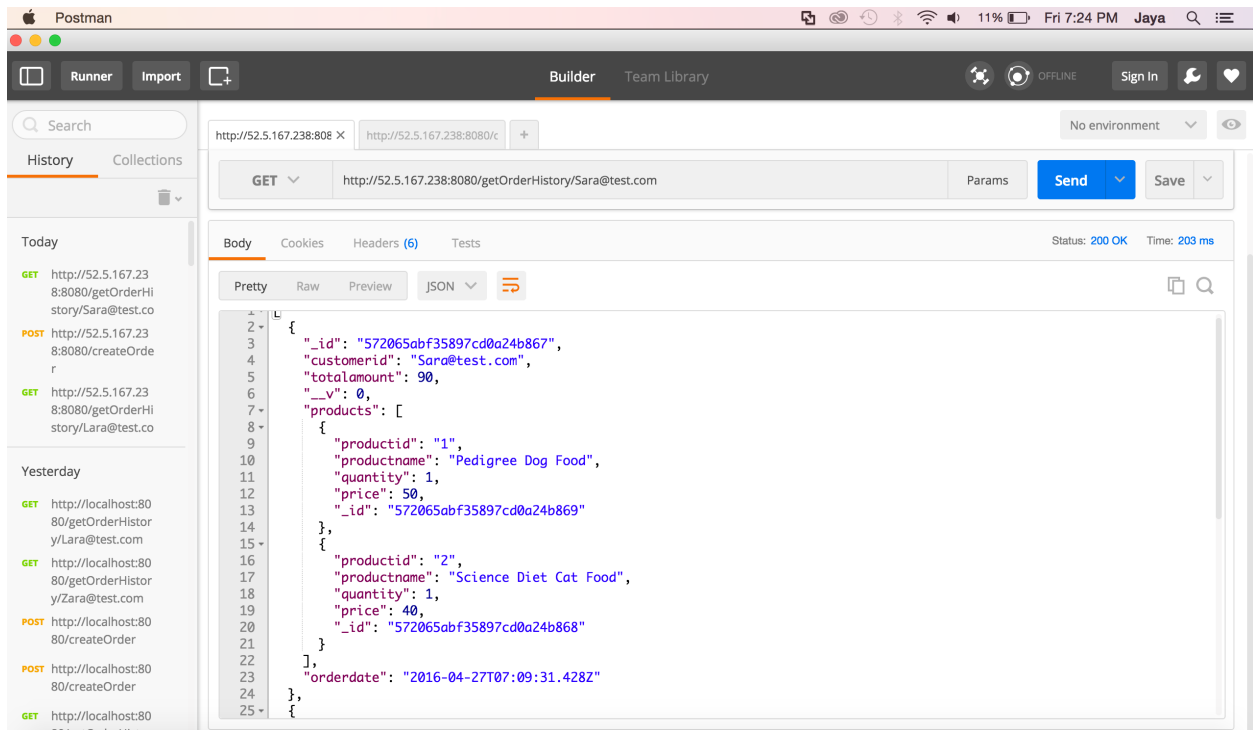 Postman
11%
Fri 7:24 PM
Jaya
Runner
Import
Builder
Team Library
OFFLINE
Sign In
Search
History
Collections
Today
GET http://52.5.167.23
8:8080/getOrderHi
story/Sara@test.co
POST http://52.5.167.23
8:8080/createOrde
r
GET http://52.5.167.23
8:8080/getOrderHi
story/Lara@test.co
Yesterday
GET http://localhost:80
80/getOrderHistor
y/Lara@test.com
GET http://localhost:80
80/getOrderHistor
y/Zara@test.com
POST http://localhost:80
80/createOrder
POST http://localhost:80
80/createOrder
GET http://localhost:80
http://52.5.167.238:808
http://52.5.167.238:8080/c
+
No environment
GET
http://52.5.167.238:8080/getOrderHistory/Sara@test.com
Params
Send
Save
Body
Cookies
Headers (6)
Tests
Status: 200 OK
Time: 203 ms
Pretty
Raw
Preview
JSON
1 [
2 {
3 "_id": "572065abf35897cd0a24b867",
4 "customerid": "Sara@test.com",
5 "totalamount": 90,
6 "__v": 0,
7 "products": [
8 {
9 "productid": "1",
10 "productname": "Pedigree Dog Food",
11 "quantity": 1,
12 "price": 50,
13 "_id": "572065abf35897cd0a24b869"
14 },
15 {
16 "productid": "2",
17 "productname": "Science Diet Cat Food",
18 "quantity": 1,
19 "price": 40,
20 "_id": "572065abf35897cd0a24b868"
21 }
22 ],
23 "orderdate": "2016-04-27T07:09:31.428Z"
24 },
25 {